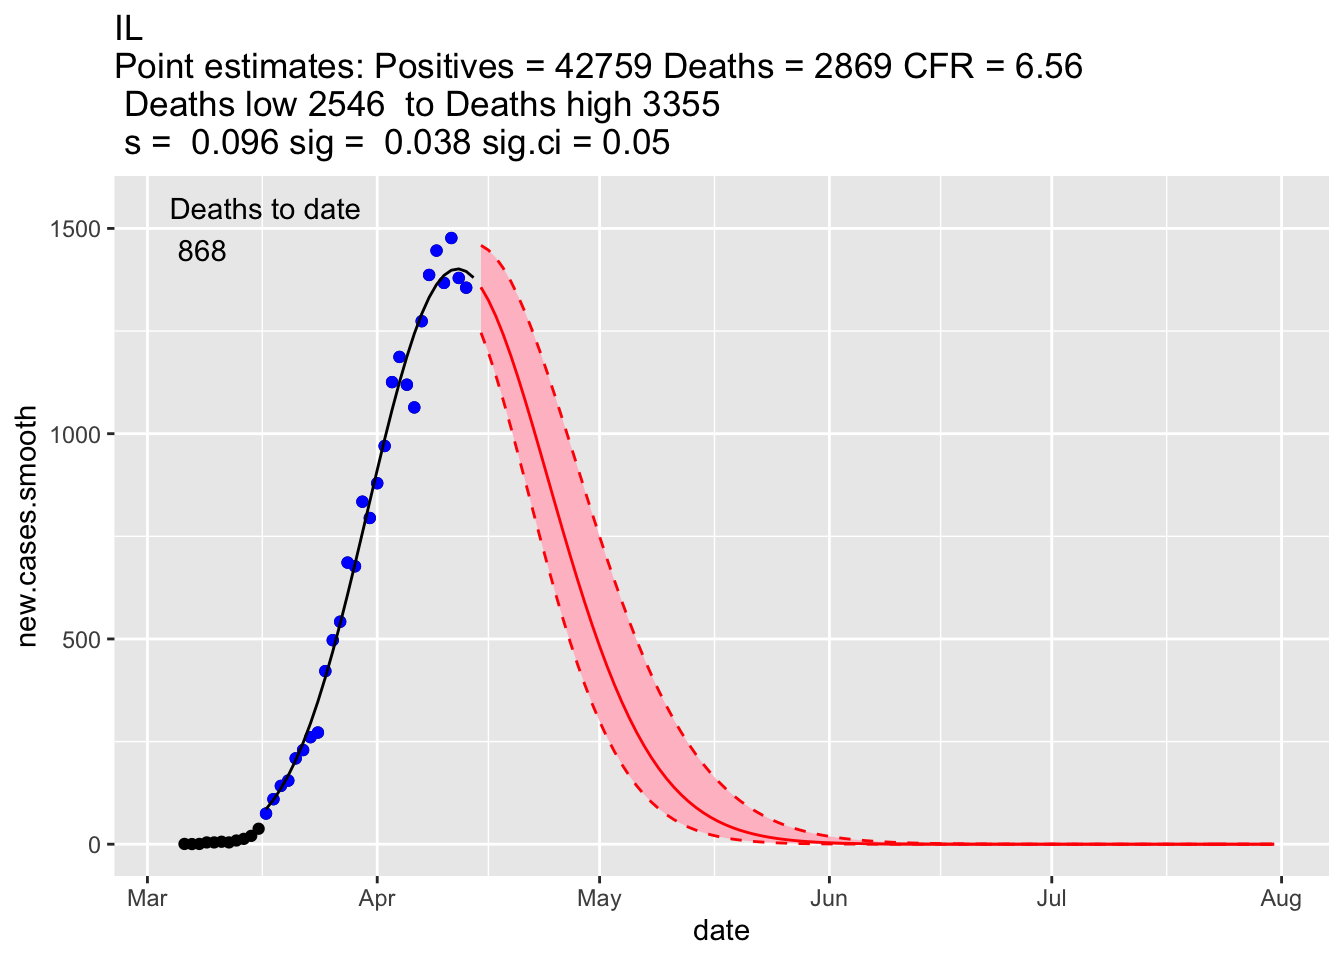 IL
Point estimates: Positives = 42759 Deaths = 2869 CFR = 6.56
Deaths low 2546  to Deaths high 3355
s =  0.096 sig =  0.038 sig.ci = 0.05
Deaths to date
868
1500
1000
500
0
new.cases.smooth
Mar Apr May Jun Jul Aug
date